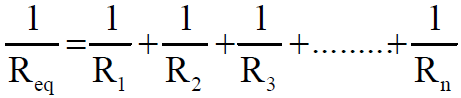 1/R_eq = 1/R_1 + 1/R_2 + 1/R_3 + ......... + 1/R_n